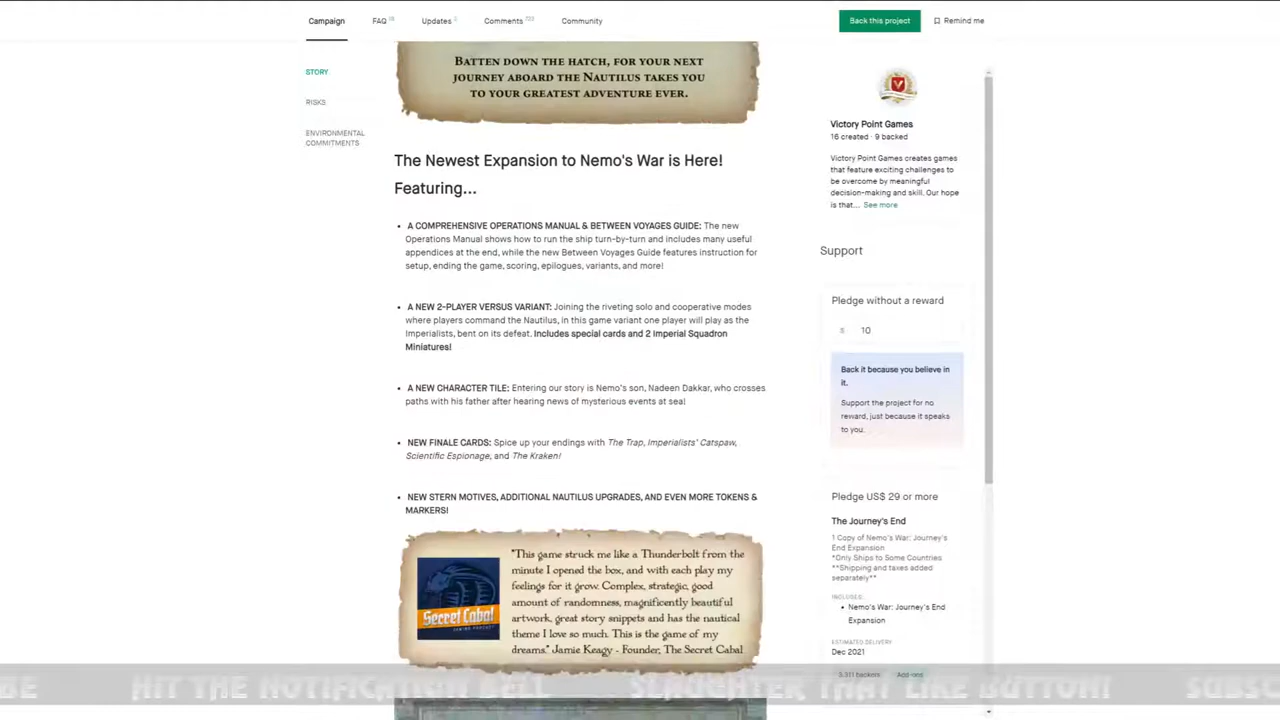 Campaign
FAQ
Updates
Comments
Community
Back this project
Remind me
STORY
RISKS
ENVIRONMENTAL
COMMITMENTS
Batten down the hatch, for your next
journey aboard the Nautilus takes you
to your greatest adventure ever.
The Newest Expansion to Nemo's War is Here!
Featuring...
• A COMPREHENSIVE OPERATIONS MANUAL & BETWEEN VOYAGES GUIDE: The new
Operations Manual shows how to run the ship turn-by-turn and includes many useful
appendices at the end, while the new Between Voyages Guide features instruction for
setup, ending the game, scoring, epilogues, variants, and more!
• A NEW 2-PLAYER VERSUS VARIANT: Joining the riveting solo and cooperative modes
where players command the Nautilus, in this game variant one player will play as the
Imperialists, bent on its defeat. Includes special cards and 2 Imperial Squadron
Miniatures!
• A NEW CHARACTER TILE: Entering our story is Nemo's son, Nadeen Dakkar, who crosses
paths with his father after hearing news of mysterious events at sea!
• NEW FINALE CARDS: Spice up your endings with The Trap, Imperialists' Catspaw,
Scientific Espionage, and The Kraken!
• NEW STERN MOTIVES, ADDITIONAL NAUTILUS UPGRADES, AND EVEN MORE TOKENS &
MARKERS!
Secret Cabal
GAMING PODCAST
"This game struck me like a Thunderbolt from the
minute I opened the box, and with each play my
feelings for it grow. Complex, strategic, good
amount of randomness, magnificently beautiful
artwork, great story snippets and has the nautical
theme I love so much. This is the game of my
dreams." Jamie Keagy - Founder, The Secret Cabal
Victory Point Games
16 created · 9 backed
Victory Point Games creates games
that feature exciting challenges to
be overcome by meaningful
decision-making and skill. Our hope
is that... See more
Support
Pledge without a reward
$ 10
Back it because you believe in
it.
Support the project for no
reward, just because it speaks
to you.
Pledge US$ 29 or more
The Journey's End
1 Copy of Nemo's War: Journey's
End Expansion
*Only Ships to Some Countries
**Shipping and taxes added
separately**
INCLUDES:
• Nemo's War: Journey's End
Expansion
ESTIMATED DELIVERY
Dec 2021
5,311 backers
Add-ons
BE HIT THE NOTIFICATION BELL SLAUGHTER THAT LIKE BUTTON! SUBSC